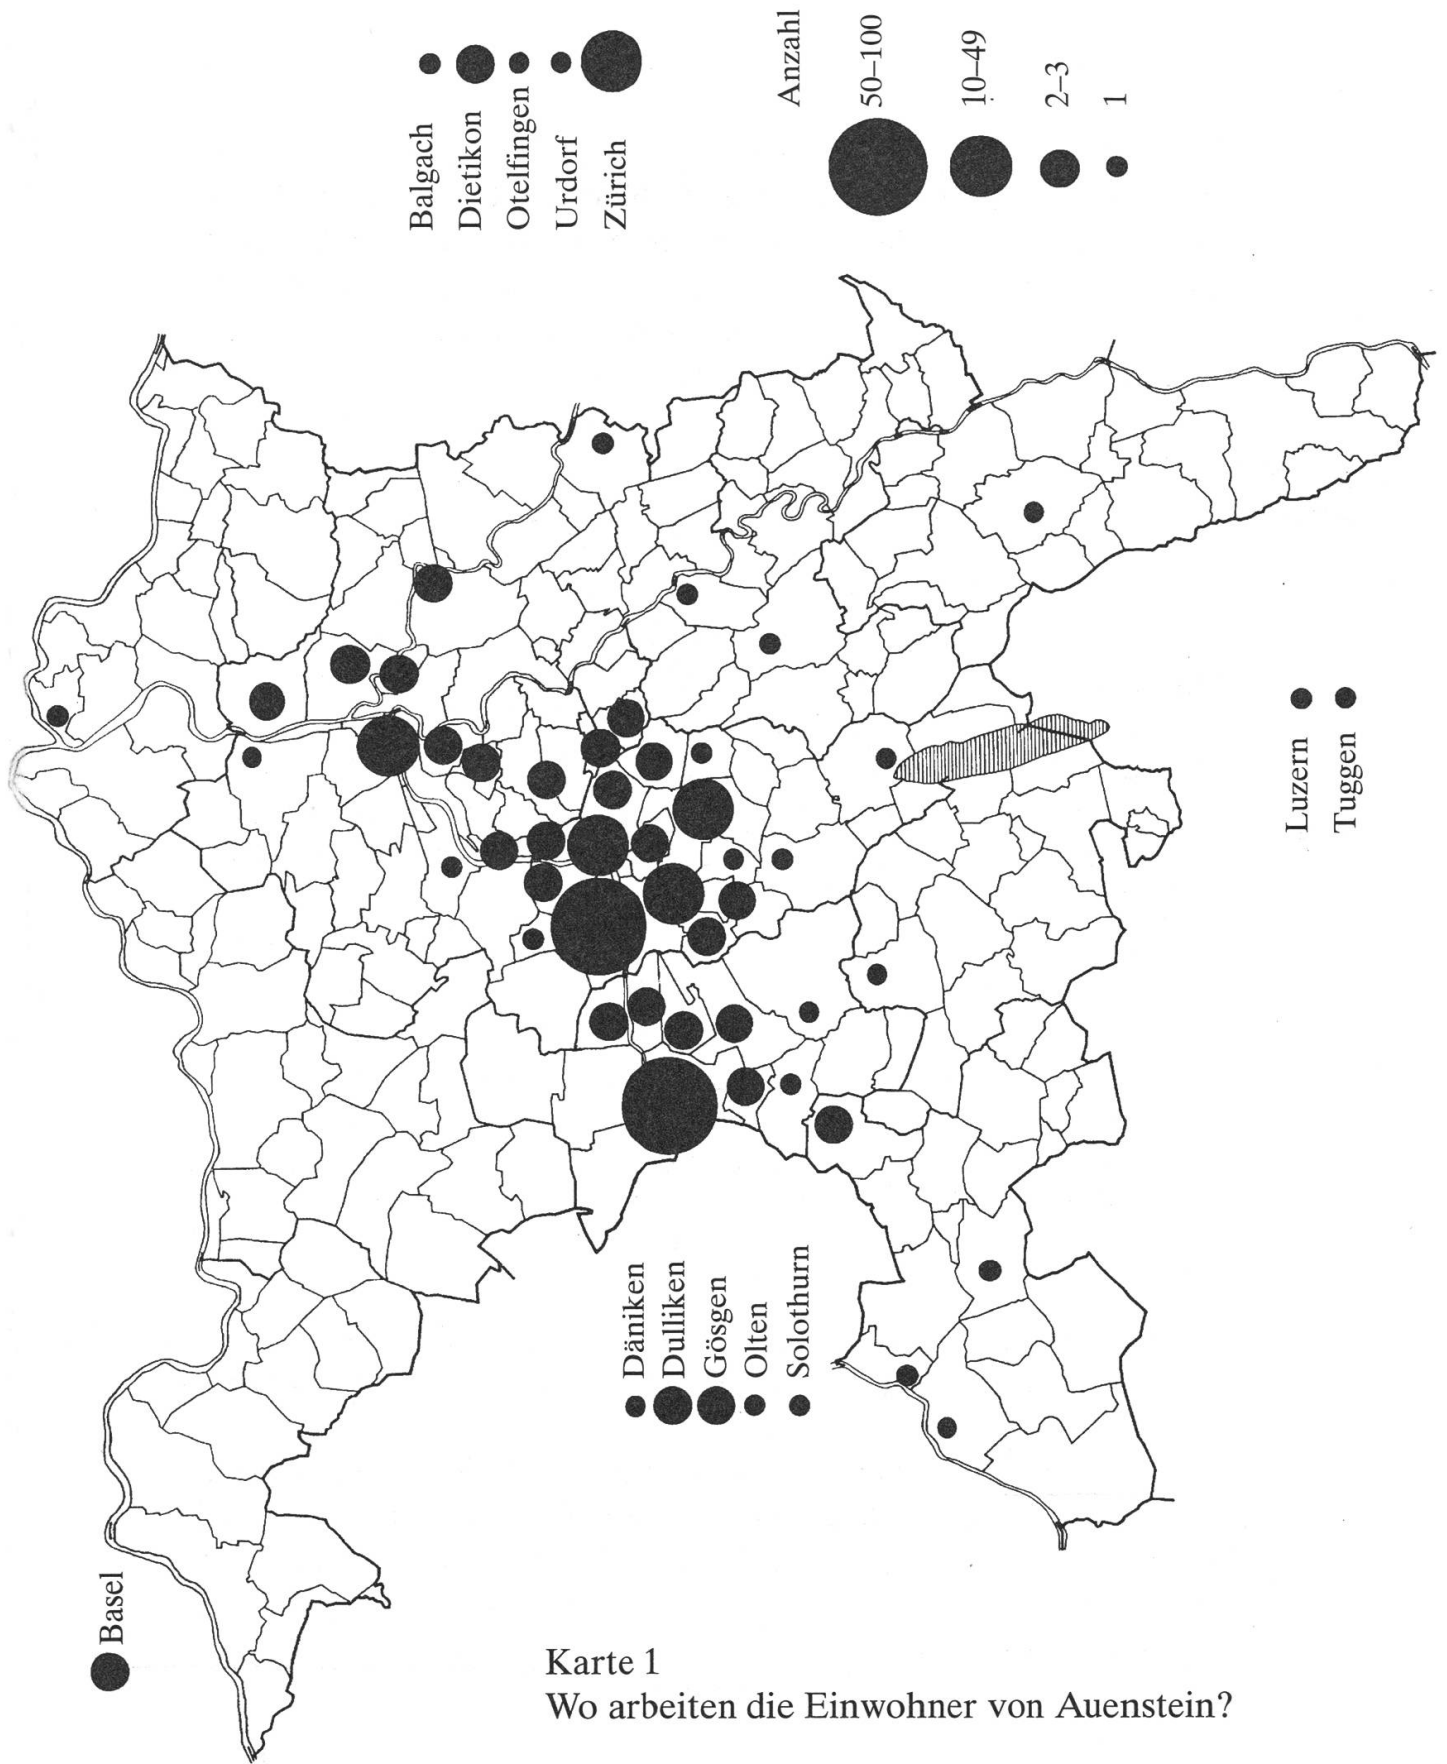 Balgach
Dietikon
Otelfingen
Urdorf
Zürich
Anzahl
50–100
10–49
2–3
1
Luzern
Tuggen
Däniken
Dulliken
Gösgen
Olten
Solothurn
Basel
Karte 1
Wo arbeiten die Einwohner von Auenstein?